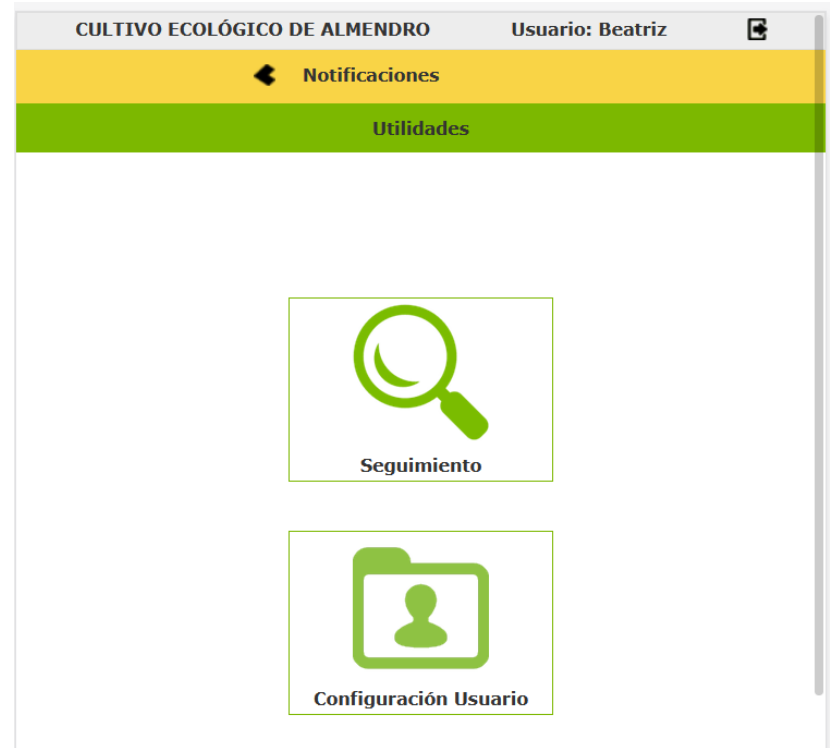 CULTIVO ECOLÓGICO DE ALMENDRO Usuario: Beatriz
Notificaciones
Utilidades
Seguimiento
Configuración Usuario